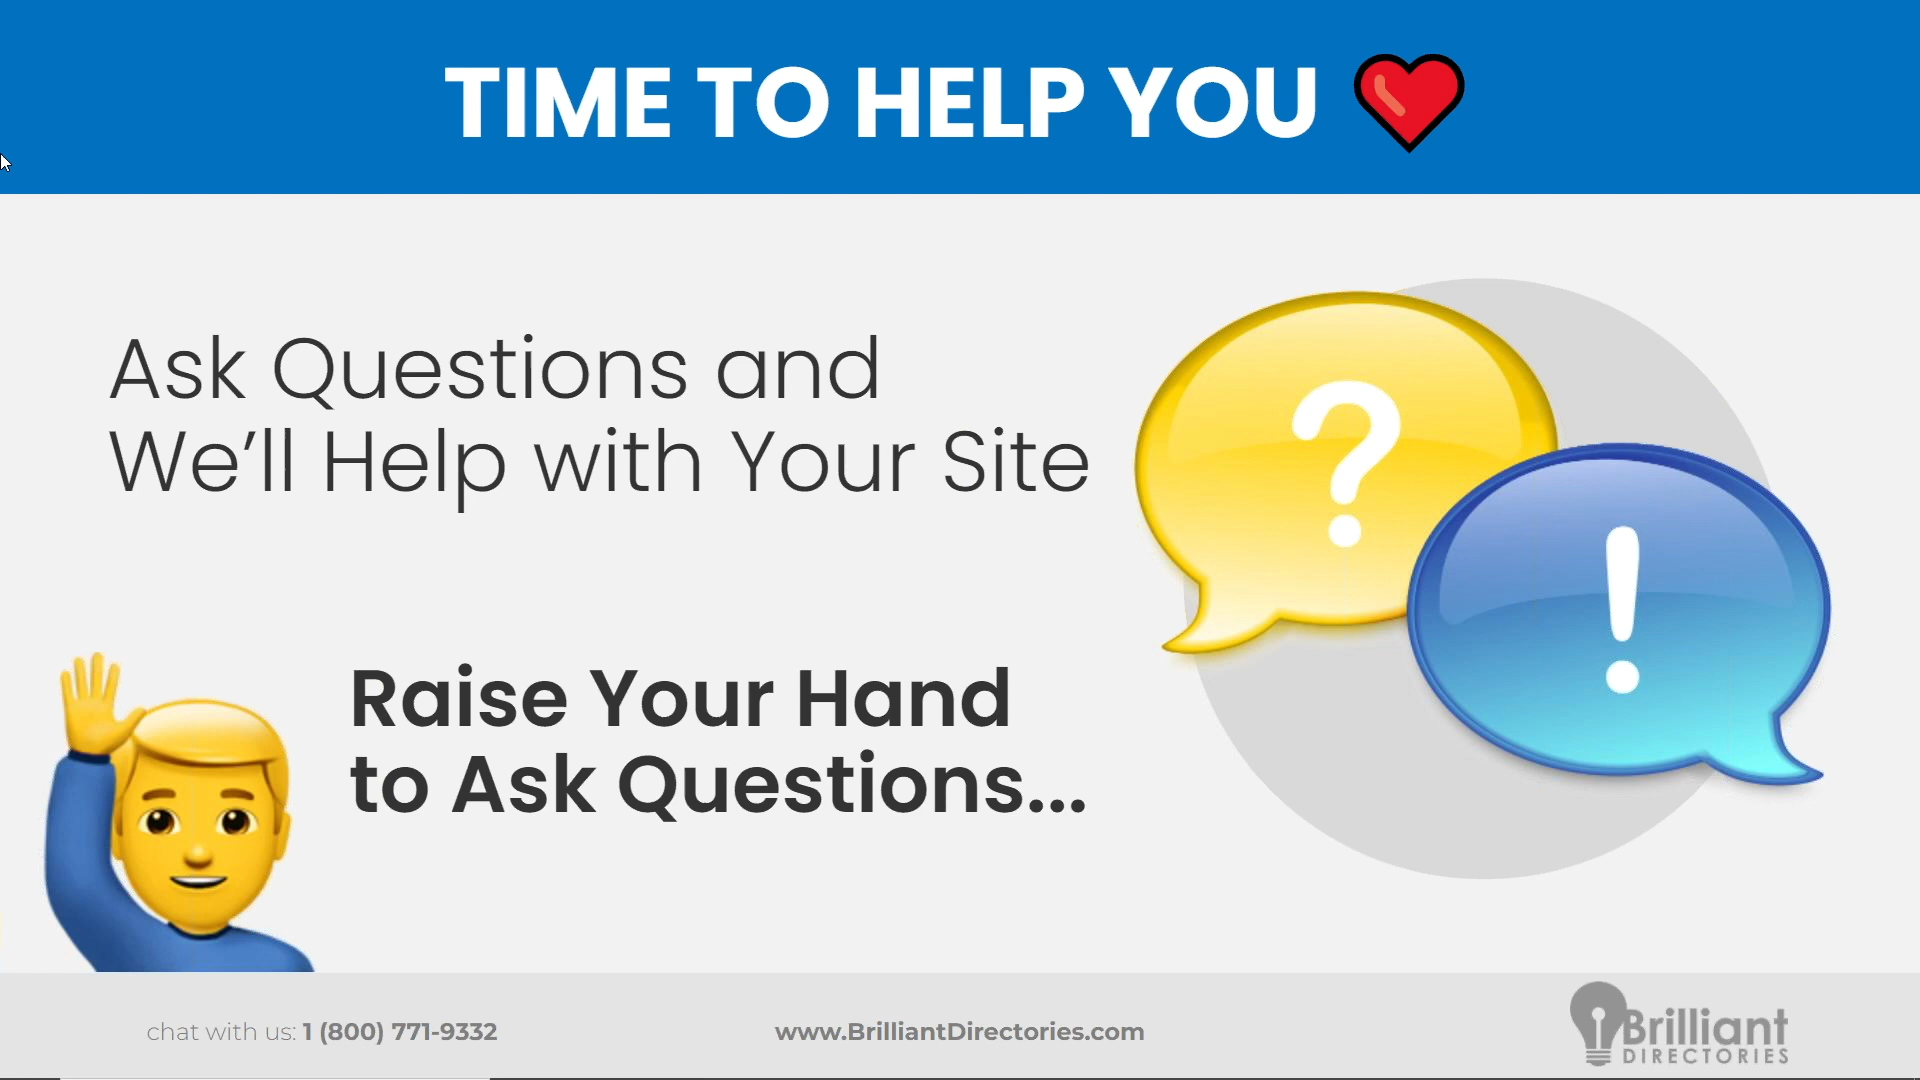 TIME TO HELP YOU
Ask Questions and
We’ll Help with Your Site
?
!
Raise Your Hand
to Ask Questions...
chat with us: 1 (800) 771-9332
www.BrilliantDirectories.com
Brilliant
DIRECTORIES